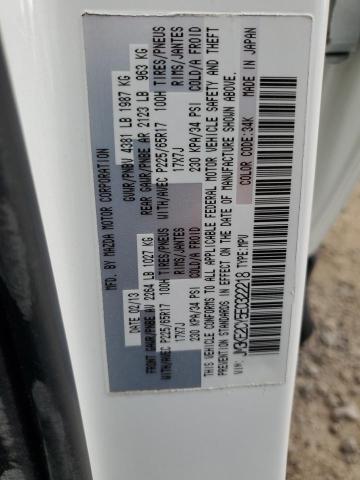 MFD. BY MAZDA MOTOR CORPORATION
DATE 02/13 GVWR/PNBV 4381 LB 1987 KG
FRONT GAWR/PNBE AV 2264 LB 1027 KG REAR GAWR/PNBE AR 2123 LB 963 KG
WITH/AVEC P225/65R17 100H TIRES/PNEUS WITH/AVEC P225/65R17 100H TIRES/PNEUS
17X7J RIMS/JANTES 17X7J RIMS/JANTES
230 KPA/34 PSI COLD/A FROID 230 KPA/34 PSI COLD/A FROID
THIS VEHICLE CONFORMS TO ALL APPLICABLE FEDERAL MOTOR VEHICLE SAFETY AND THEFT
PREVENTION STANDARDS IN EFFECT ON THE DATE OF MANUFACTURE SHOWN ABOVE.
VIN: TYPE:MPV COLOR CODE:34K MADE IN JAPAN